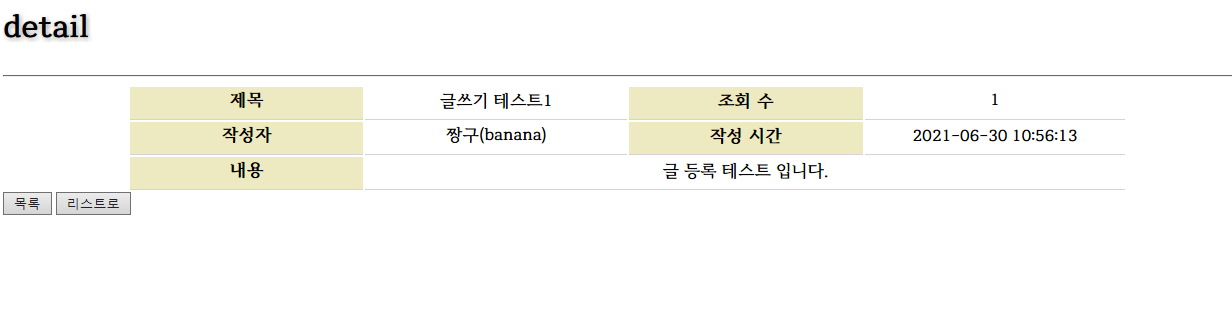 detail
제목 글쓰기 테스트1 조회 수 1
작성자 짱구(banana) 작성 시간 2021-06-30 10:56:13
내용 글 등록 테스트 입니다.
목록 리스트로